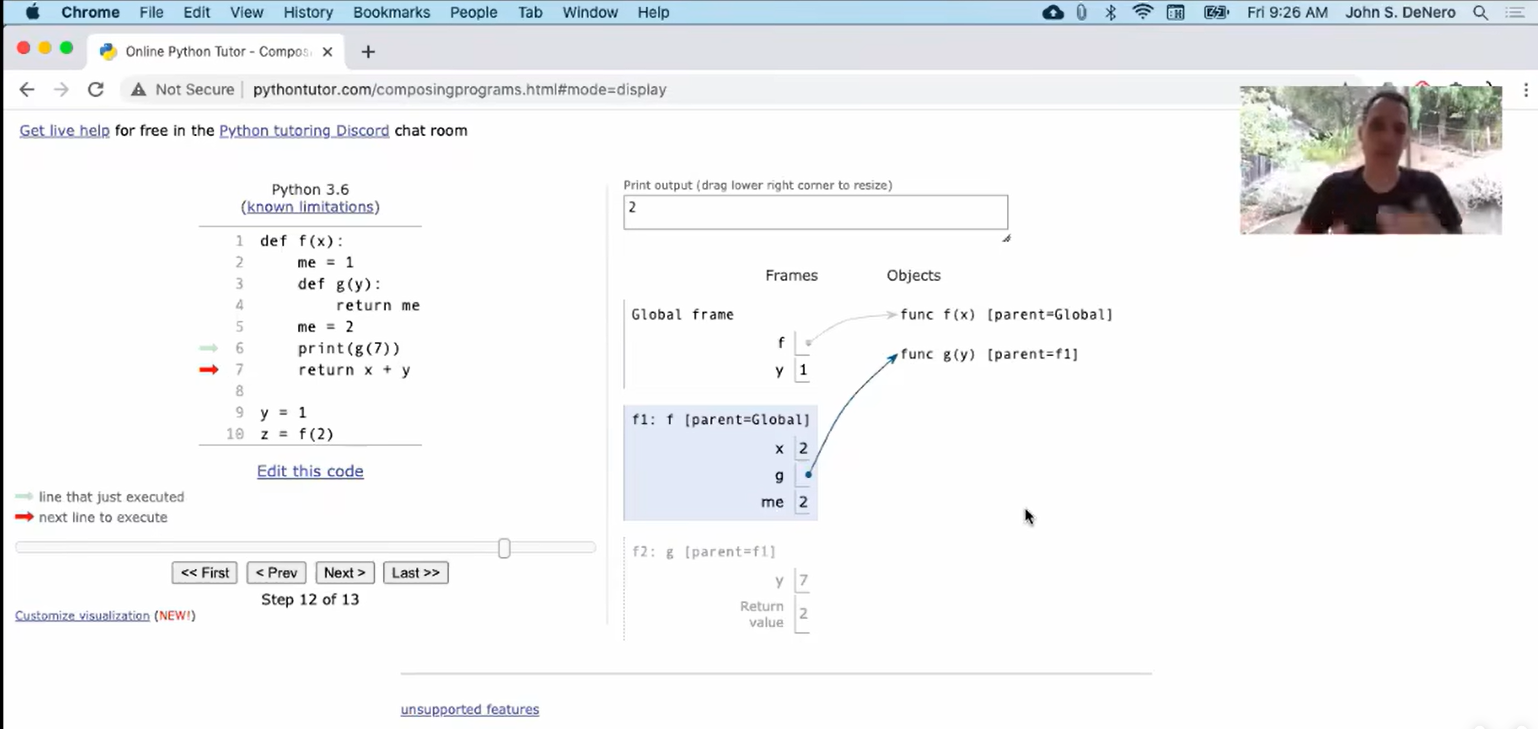 Chrome File Edit View History Bookmarks People Tab Window Help Fri 9:26 AM John S. DeNero
Online Python Tutor - Compos
Not Secure | pythontutor.com/composingprograms.html#mode=display
Get live help for free in the Python tutoring Discord chat room
Python 3.6
(known limitations)
1 def f(x):
2 me = 1
3 def g(y):
4 return me
5 me = 2
6 print(g(7))
7 return x + y
8
9 y = 1
10 z = f(2)
Edit this code
line that just executed
next line to execute
<< First < Prev Next > Last >>
Step 12 of 13
Customize visualization (NEW!)
Print output (drag lower right corner to resize)
2
Frames Objects
Global frame
f
y 1
func f(x) [parent=Global]
func g(y) [parent=f1]
f1: f [parent=Global]
x 2
g
me 2
f2: g [parent=f1]
y 7
Return
value 2
unsupported features